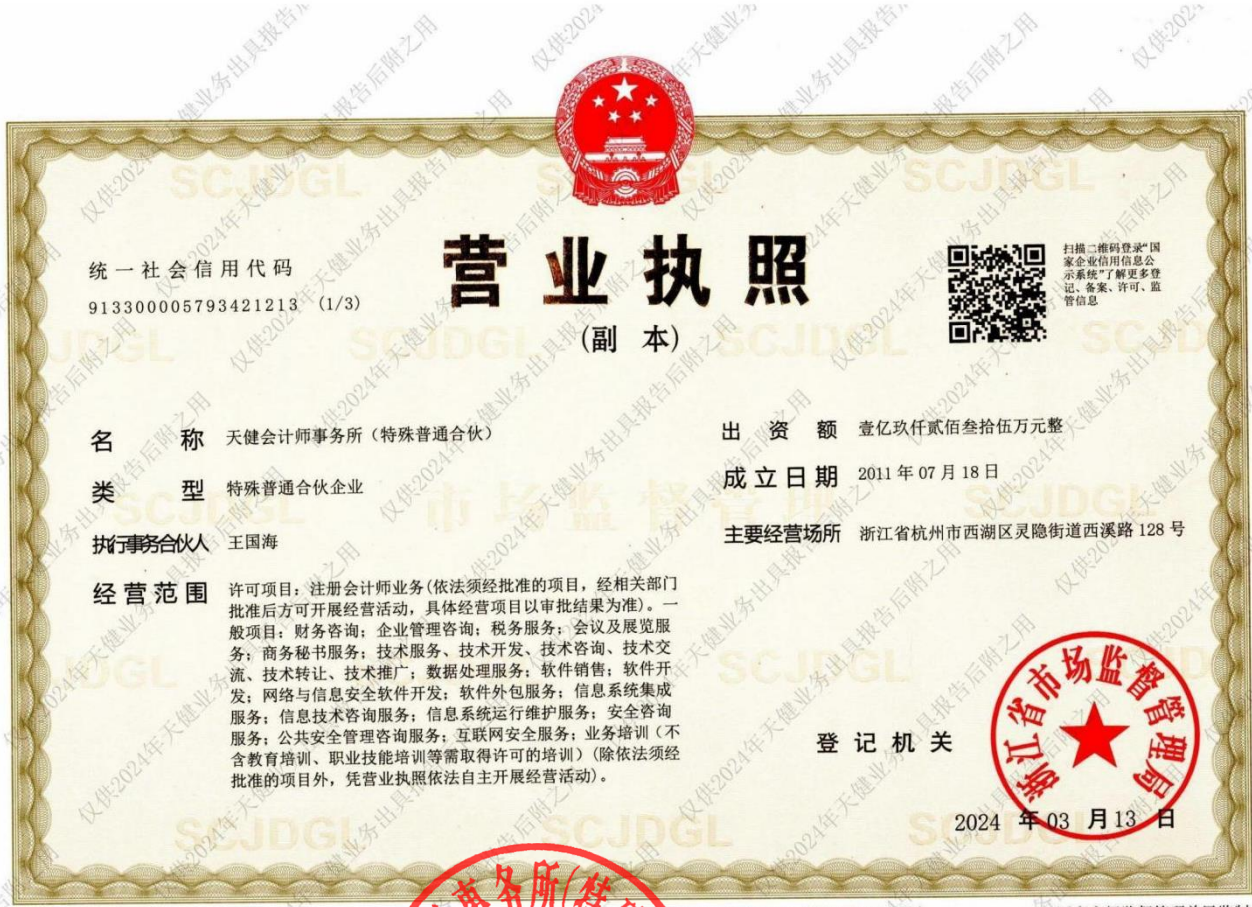 统一社会信用代码
913300005793421213 (1/3)
营业执照
(副 本)
扫描二维码登录“国
家企业信用信息公
示系统”了解更多登
记、备案、许可、监
管信息
名 称 天健会计师事务所（特殊普通合伙）
类 型 特殊普通合伙企业
执行事务合伙人 王国海
经营范围 许可项目：注册会计师业务(依法须经批准的项目，经相关部门
批准后方可开展经营活动，具体经营项目以审批结果为准)。一
般项目：财务咨询；企业管理咨询；税务服务；会议及展览服
务；商务秘书服务；技术服务、技术开发、技术咨询、技术交
流、技术转让、技术推广；数据处理服务；软件销售；软件开
发；网络与信息安全软件开发；软件外包服务；信息系统集成
服务；信息技术咨询服务；信息系统运行维护服务；安全咨询
服务；公共安全管理咨询服务；互联网安全服务；业务培训（不
含教育培训、职业技能培训等需取得许可的培训）(除依法须经
批准的项目外，凭营业执照依法自主开展经营活动)。
出 资 额 壹亿玖仟贰佰叁拾伍万元整
成立日期 2011年07月18日
主要经营场所 浙江省杭州市西湖区灵隐街道西溪路128号
登记机关
浙江省市场监督管理局
2024 年 03 月 13 日
事务所(特
仅供2024年天健业务出具报告后附之用
SCJDGL
市场监督管理